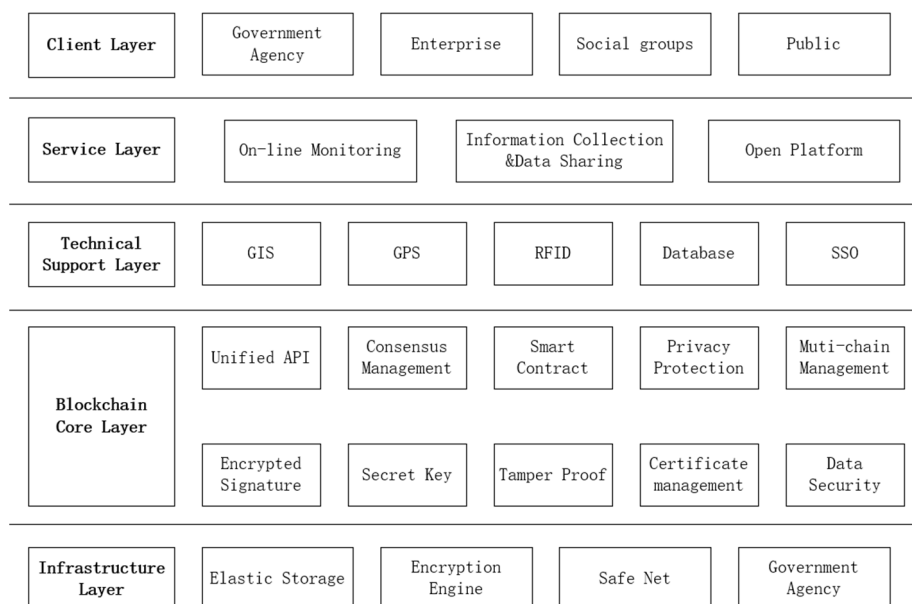 Client Layer
Government
Agency
Enterprise
Social groups
Public
Service Layer
On-line Monitoring
Information Collection
&Data Sharing
Open Platform
Technical
Support Layer
GIS
GPS
RFID
Database
SSO
Blockchain
Core Layer
Unified API
Consensus
Management
Smart
Contract
Privacy
Protection
Muti-chain
Management
Encrypted
Signature
Secret Key
Tamper Proof
Certificate
management
Data
Security
Infrastructure
Layer
Elastic Storage
Encryption
Engine
Safe Net
Government
Agency